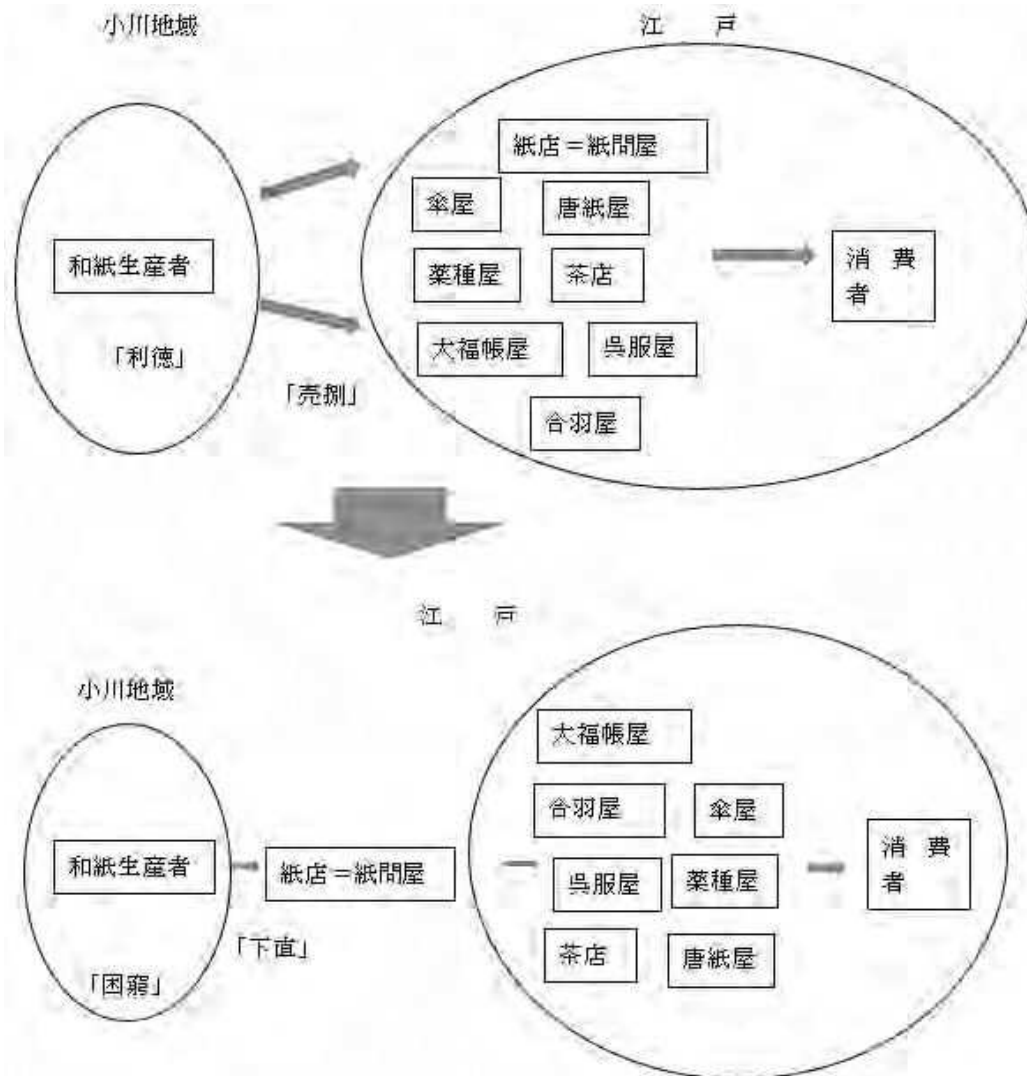 小川地域
江　戸
紙店＝紙問屋
傘屋
唐紙屋
和紙生産者
薬種屋
茶店
消　費
者
「利徳」
大福帳屋
呉服屋
「売捌」
合羽屋
江　戸
小川地域
大福帳屋
合羽屋
傘屋
和紙生産者
紙店＝紙問屋
呉服屋
薬種屋
消　費
者
「下直」
茶店
唐紙屋
「困窮」